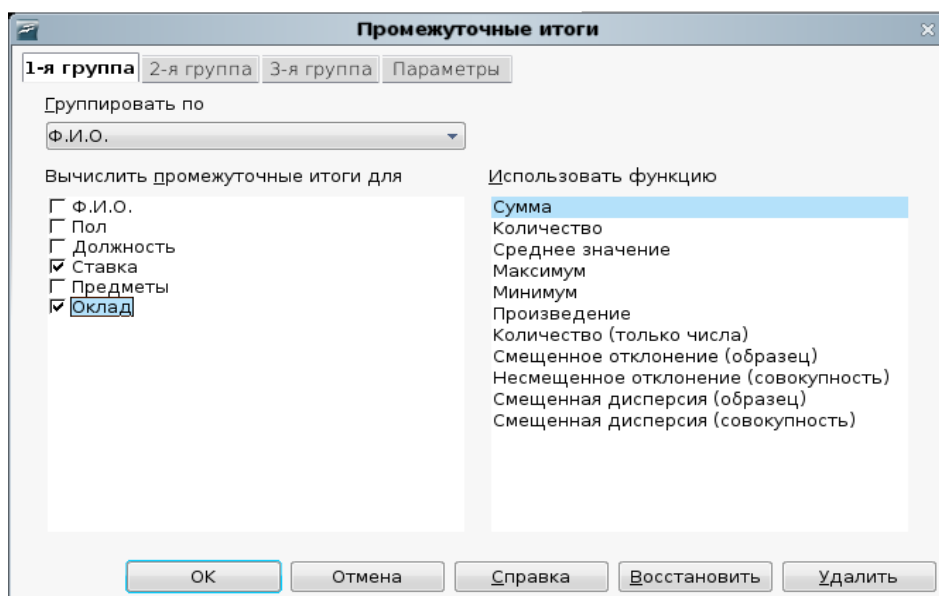 Промежуточные итоги
1-я группа 2-я группа 3-я группа Параметры
Группировать по
Ф.И.О.
Вычислить промежуточные итоги для
Ф.И.О.
Пол
Должность
Ставка
Предметы
Оклад
Использовать функцию
Сумма
Количество
Среднее значение
Максимум
Минимум
Произведение
Количество (только числа)
Смещенное отклонение (образец)
Несмещенное отклонение (совокупность)
Смещенная дисперсия (образец)
Смещенная дисперсия (совокупность)
ОК Отмена Справка Восстановить Удалить